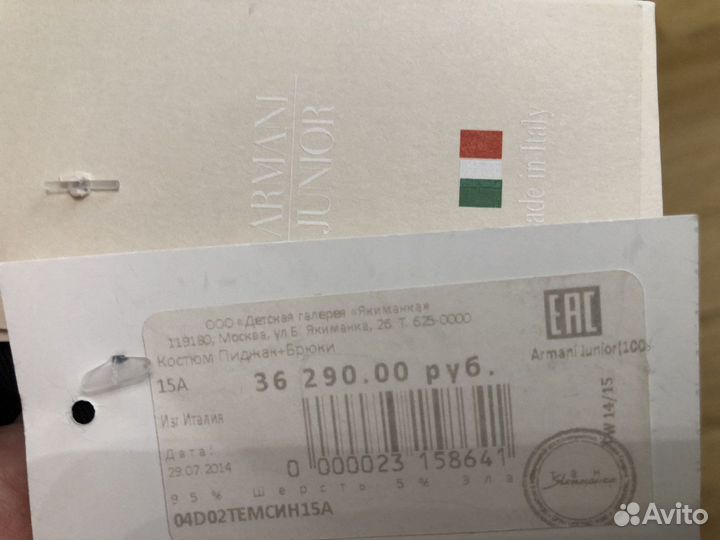 ARMANI
JUNIOR
ade in Italy
ООО «Детская галерея «Якиманка»
119180, Москва, ул.Б. Якиманка, 26. Т. 625-0000
Костюм Пиджак+Брюки
15A
36 290.00 руб.
EAC
Armani Junior(100
Изг Италия
Дата:
29.07.2014
0 000023 158641
FW 14/15
95% шерсть 5% эла
04D02ТЕМСИН15А
Якиманка
Avito